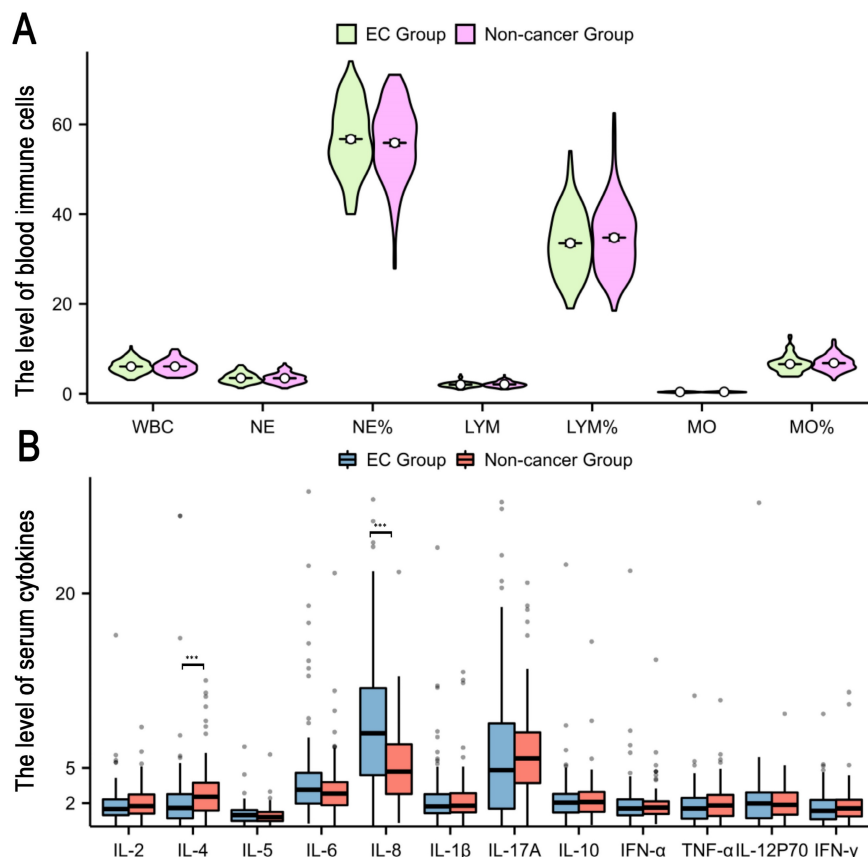 A
EC Group Non-cancer Group
The level of blood immune cells
60
40
20
0
WBC NE NE% LYM LYM% MO MO%
B
EC Group Non-cancer Group
The level of serum cytokines
***
***
20
5
2
IL-2 IL-4 IL-5 IL-6 IL-8 IL-1β IL-17A IL-10 IFN-α TNF-α IL-12P70 IFN-γ